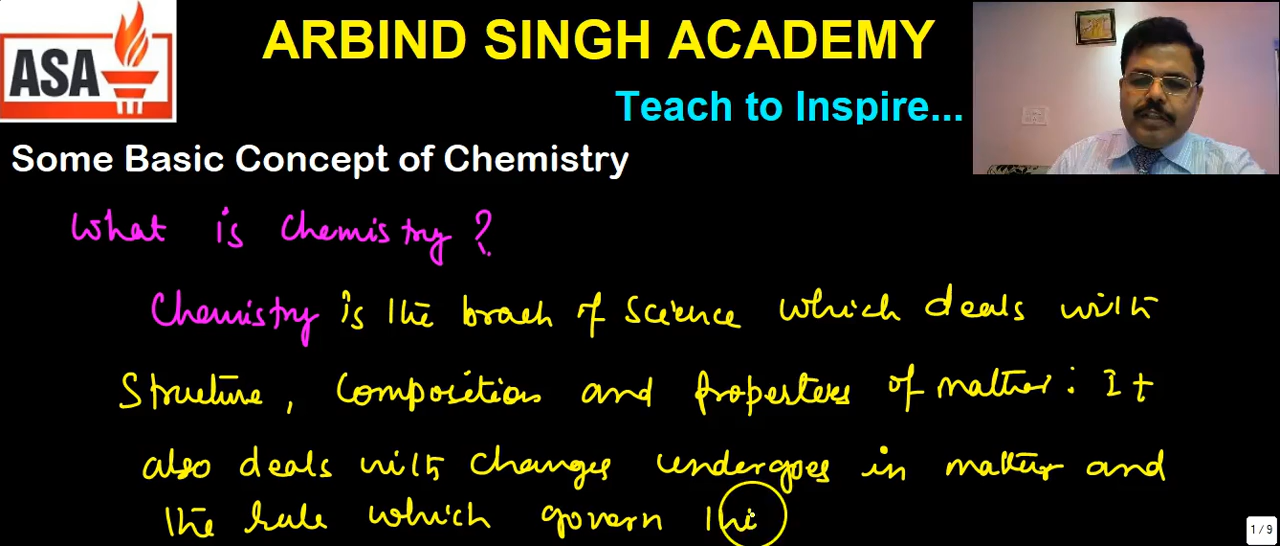 ASA
ARBIND SINGH ACADEMY
Teach to Inspire...
Some Basic Concept of Chemistry
What is Chemistry ?
Chemistry is the brach of Science which deals with
Structure, Composition and properties of matter. It
also deals with changes undergoes in matter and
the rule which govern thi
1 / 9